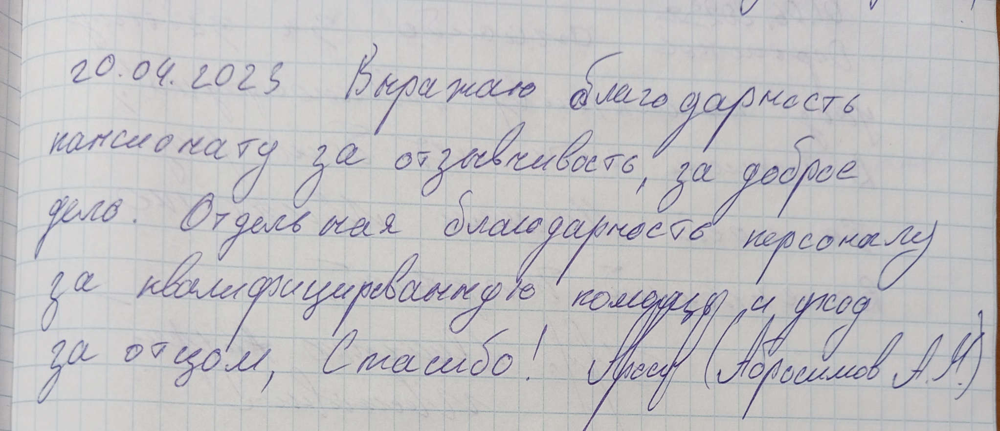 20.04.2023 Выражаю благодарность
пансионату за отзывчивость, за доброе
дело. Отдельная благодарность персоналу
за квалифицированную помощь и уход
за отцом, Спасибо! (Абросимов А.М.)